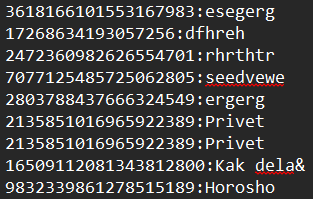 3618166101553167983:esegerg
17268634193057256:dfhreh
2472360982626554701:rhrthtr
7077125485725062805:seedvewe
2803788437666324549:ergerg
2135851016965922389:Privet
2135851016965922389:Privet
16509112081343812800:Kak dela&
9832339861278515189:Horosho